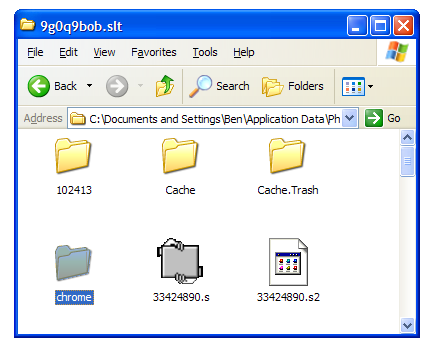 9g0q9bob.slt
File Edit View Favorites Tools Help
Back Search Folders
Address C:\Documents and Settings\Ben\Application Data\Ph Go
102413 Cache Cache.Trash
chrome 33424890.s 33424890.s2